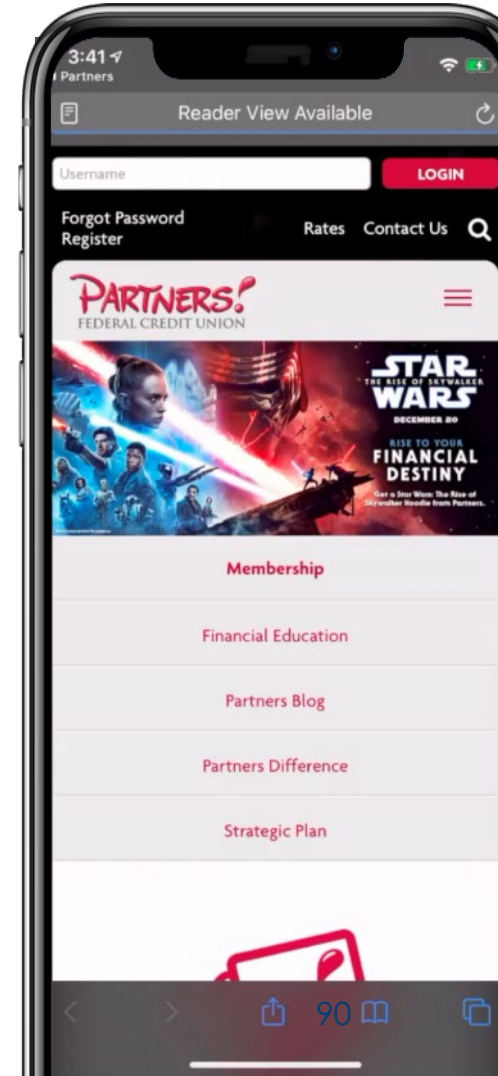 3:41
Partners
Reader View Available
Username
LOGIN
Forgot Password
Register
Rates
Contact Us
PARTNERS!
FEDERAL CREDIT UNION
STAR
THE RISE OF SKYWALKER
WARS
DECEMBER 20
RISE TO YOUR
FINANCIAL
DESTINY
Get a Star Wars: The Rise of
Skywalker Hoodie from Partners.
Membership
Financial Education
Partners Blog
Partners Difference
Strategic Plan
90